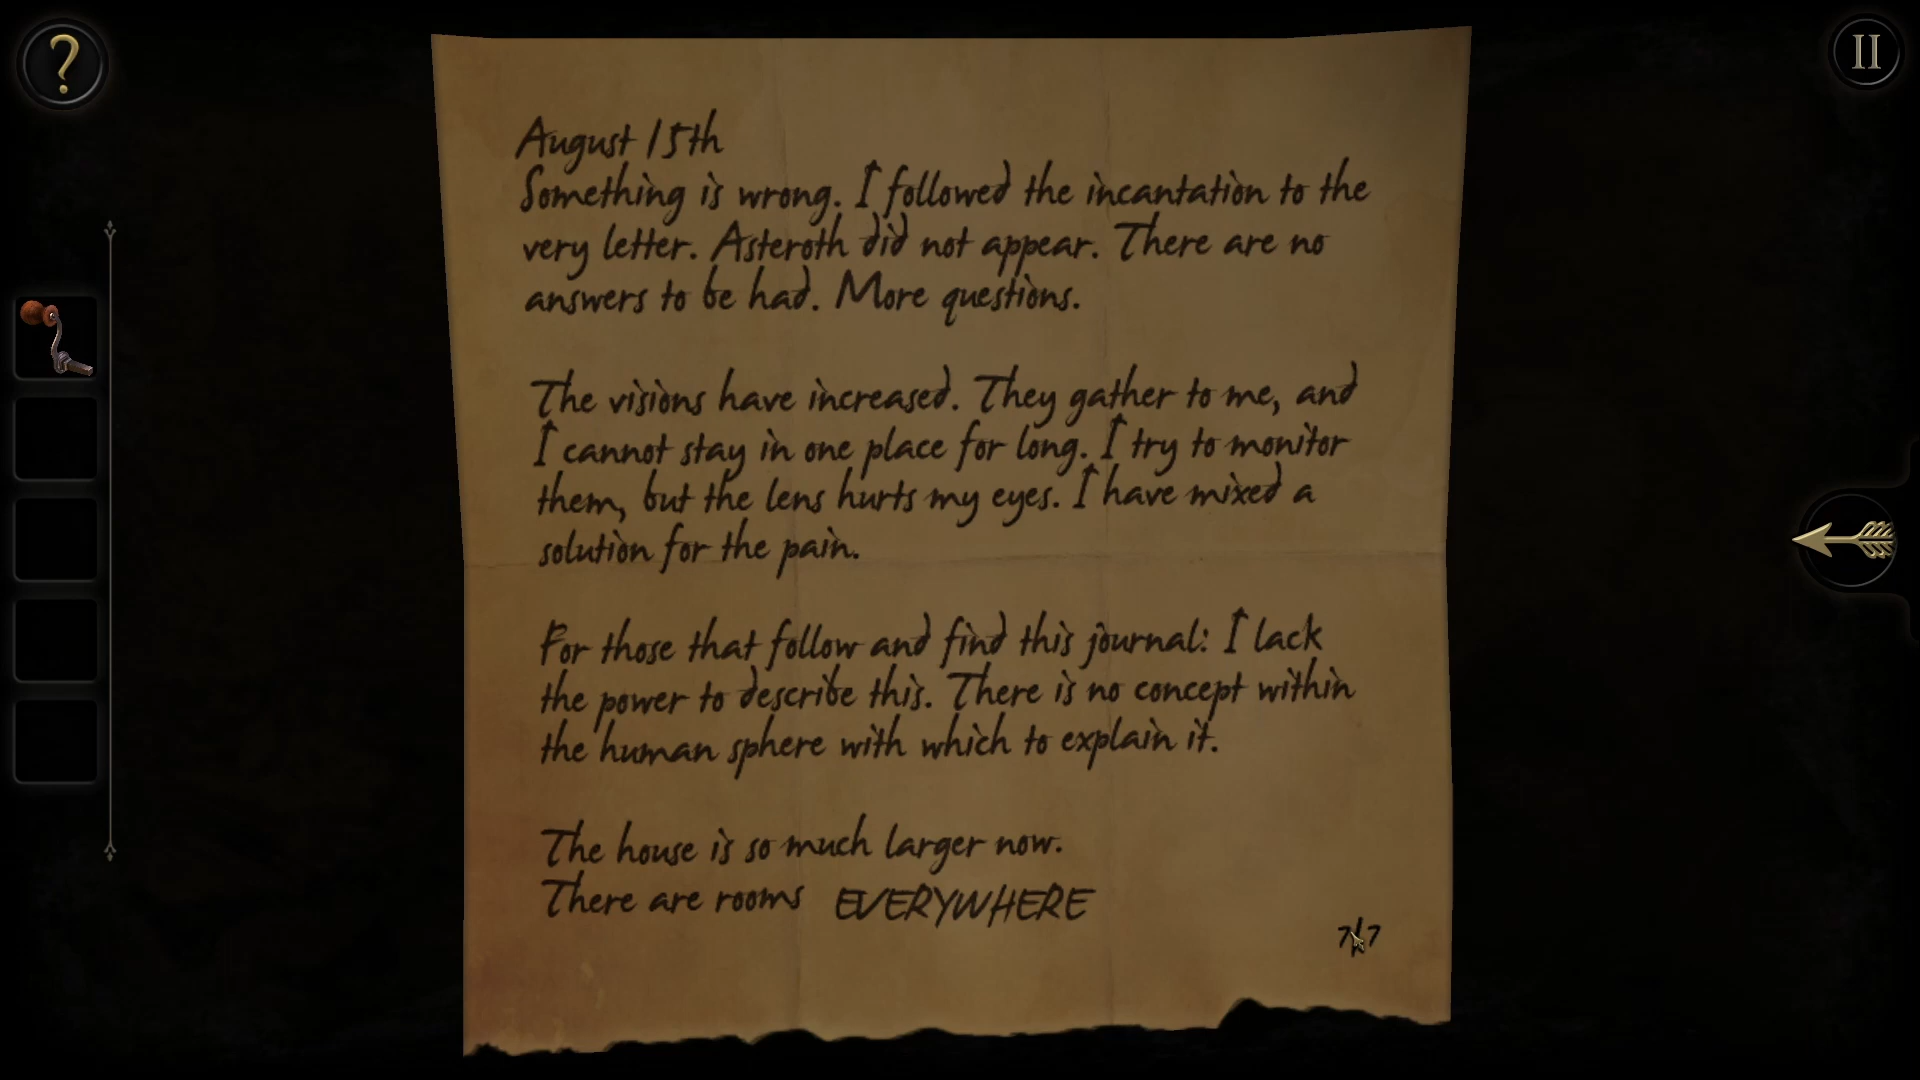 ?
II
August 15th
Something is wrong. I followed the incantation to the
very letter. Asteroth did not appear. There are no
answers to be had. More questions.
The visions have increased. They gather to me, and
I cannot stay in one place for long. I try to monitor
them, but the lens hurts my eyes. I have mixed a
solution for the pain.
For those that follow and find this journal: I lack
the power to describe this. There is no concept within
the human sphere with which to explain it.
The house is so much larger now.
There are rooms EVERYWHERE
7/7